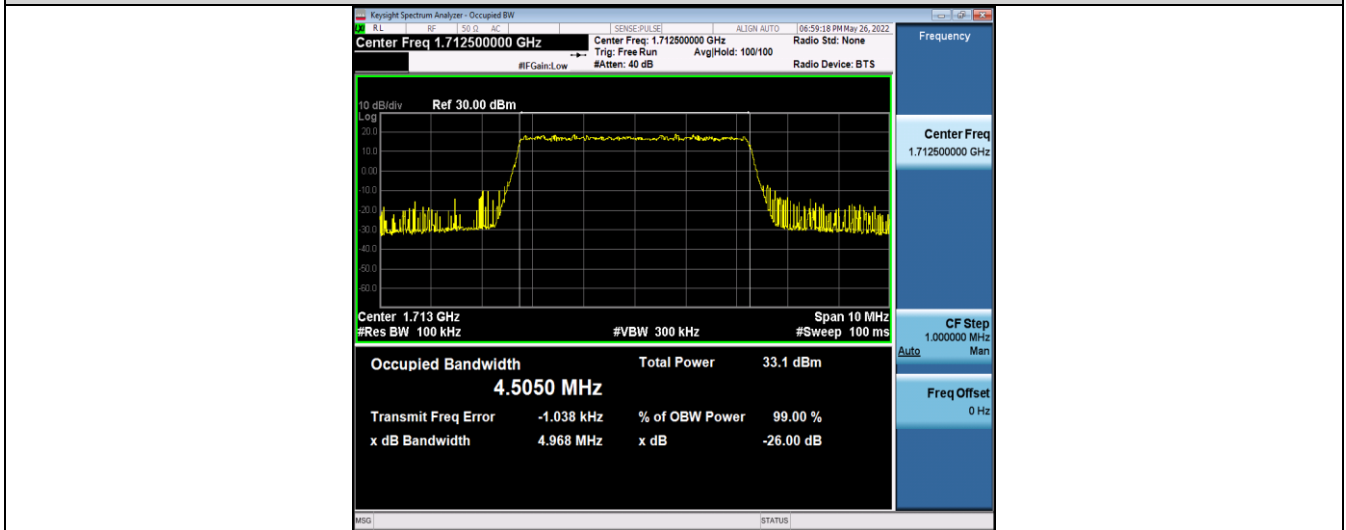 Keysight Spectrum Analyzer - Occupied BW
RL RF 50 Ω AC SENSE:PULSE ALIGN AUTO 06:59:18 PM May 26, 2022
Center Freq 1.712500000 GHz
Center Freq: 1.712500000 GHz Radio Std: None
Trig: Free Run Avg|Hold: 100/100
#IFGain:Low #Atten: 40 dB Radio Device: BTS
Frequency
10 dB/div Ref 30.00 dBm
Log
20.0
10.0
0.00
-10.0
-20.0
-30.0
-40.0
-50.0
-60.0
Center 1.713 GHz Span 10 MHz
#Res BW 100 kHz #VBW 300 kHz #Sweep 100 ms
Occupied Bandwidth Total Power 33.1 dBm
4.5050 MHz
Transmit Freq Error -1.038 kHz % of OBW Power 99.00 %
x dB Bandwidth 4.968 MHz x dB -26.00 dB
Center Freq
1.712500000 GHz
CF Step
1.000000 MHz
Auto Man
Freq Offset
0 Hz
MSG STATUS